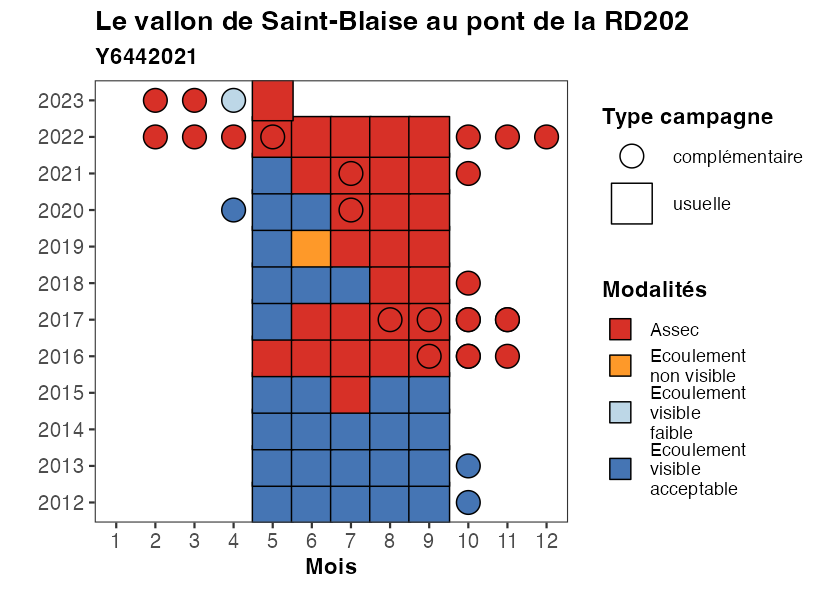 Le vallon de Saint-Blaise au pont de la RD202
Y6442021
2023
2022
2021
2020
2019
2018
2017
2016
2015
2014
2013
2012
1 2 3 4 5 6 7 8 9 10 11 12
Mois
Type campagne
complémentaire
usuelle
Modalités
Assec
Ecoulement
non visible
Ecoulement
visible
faible
Ecoulement
visible
acceptable